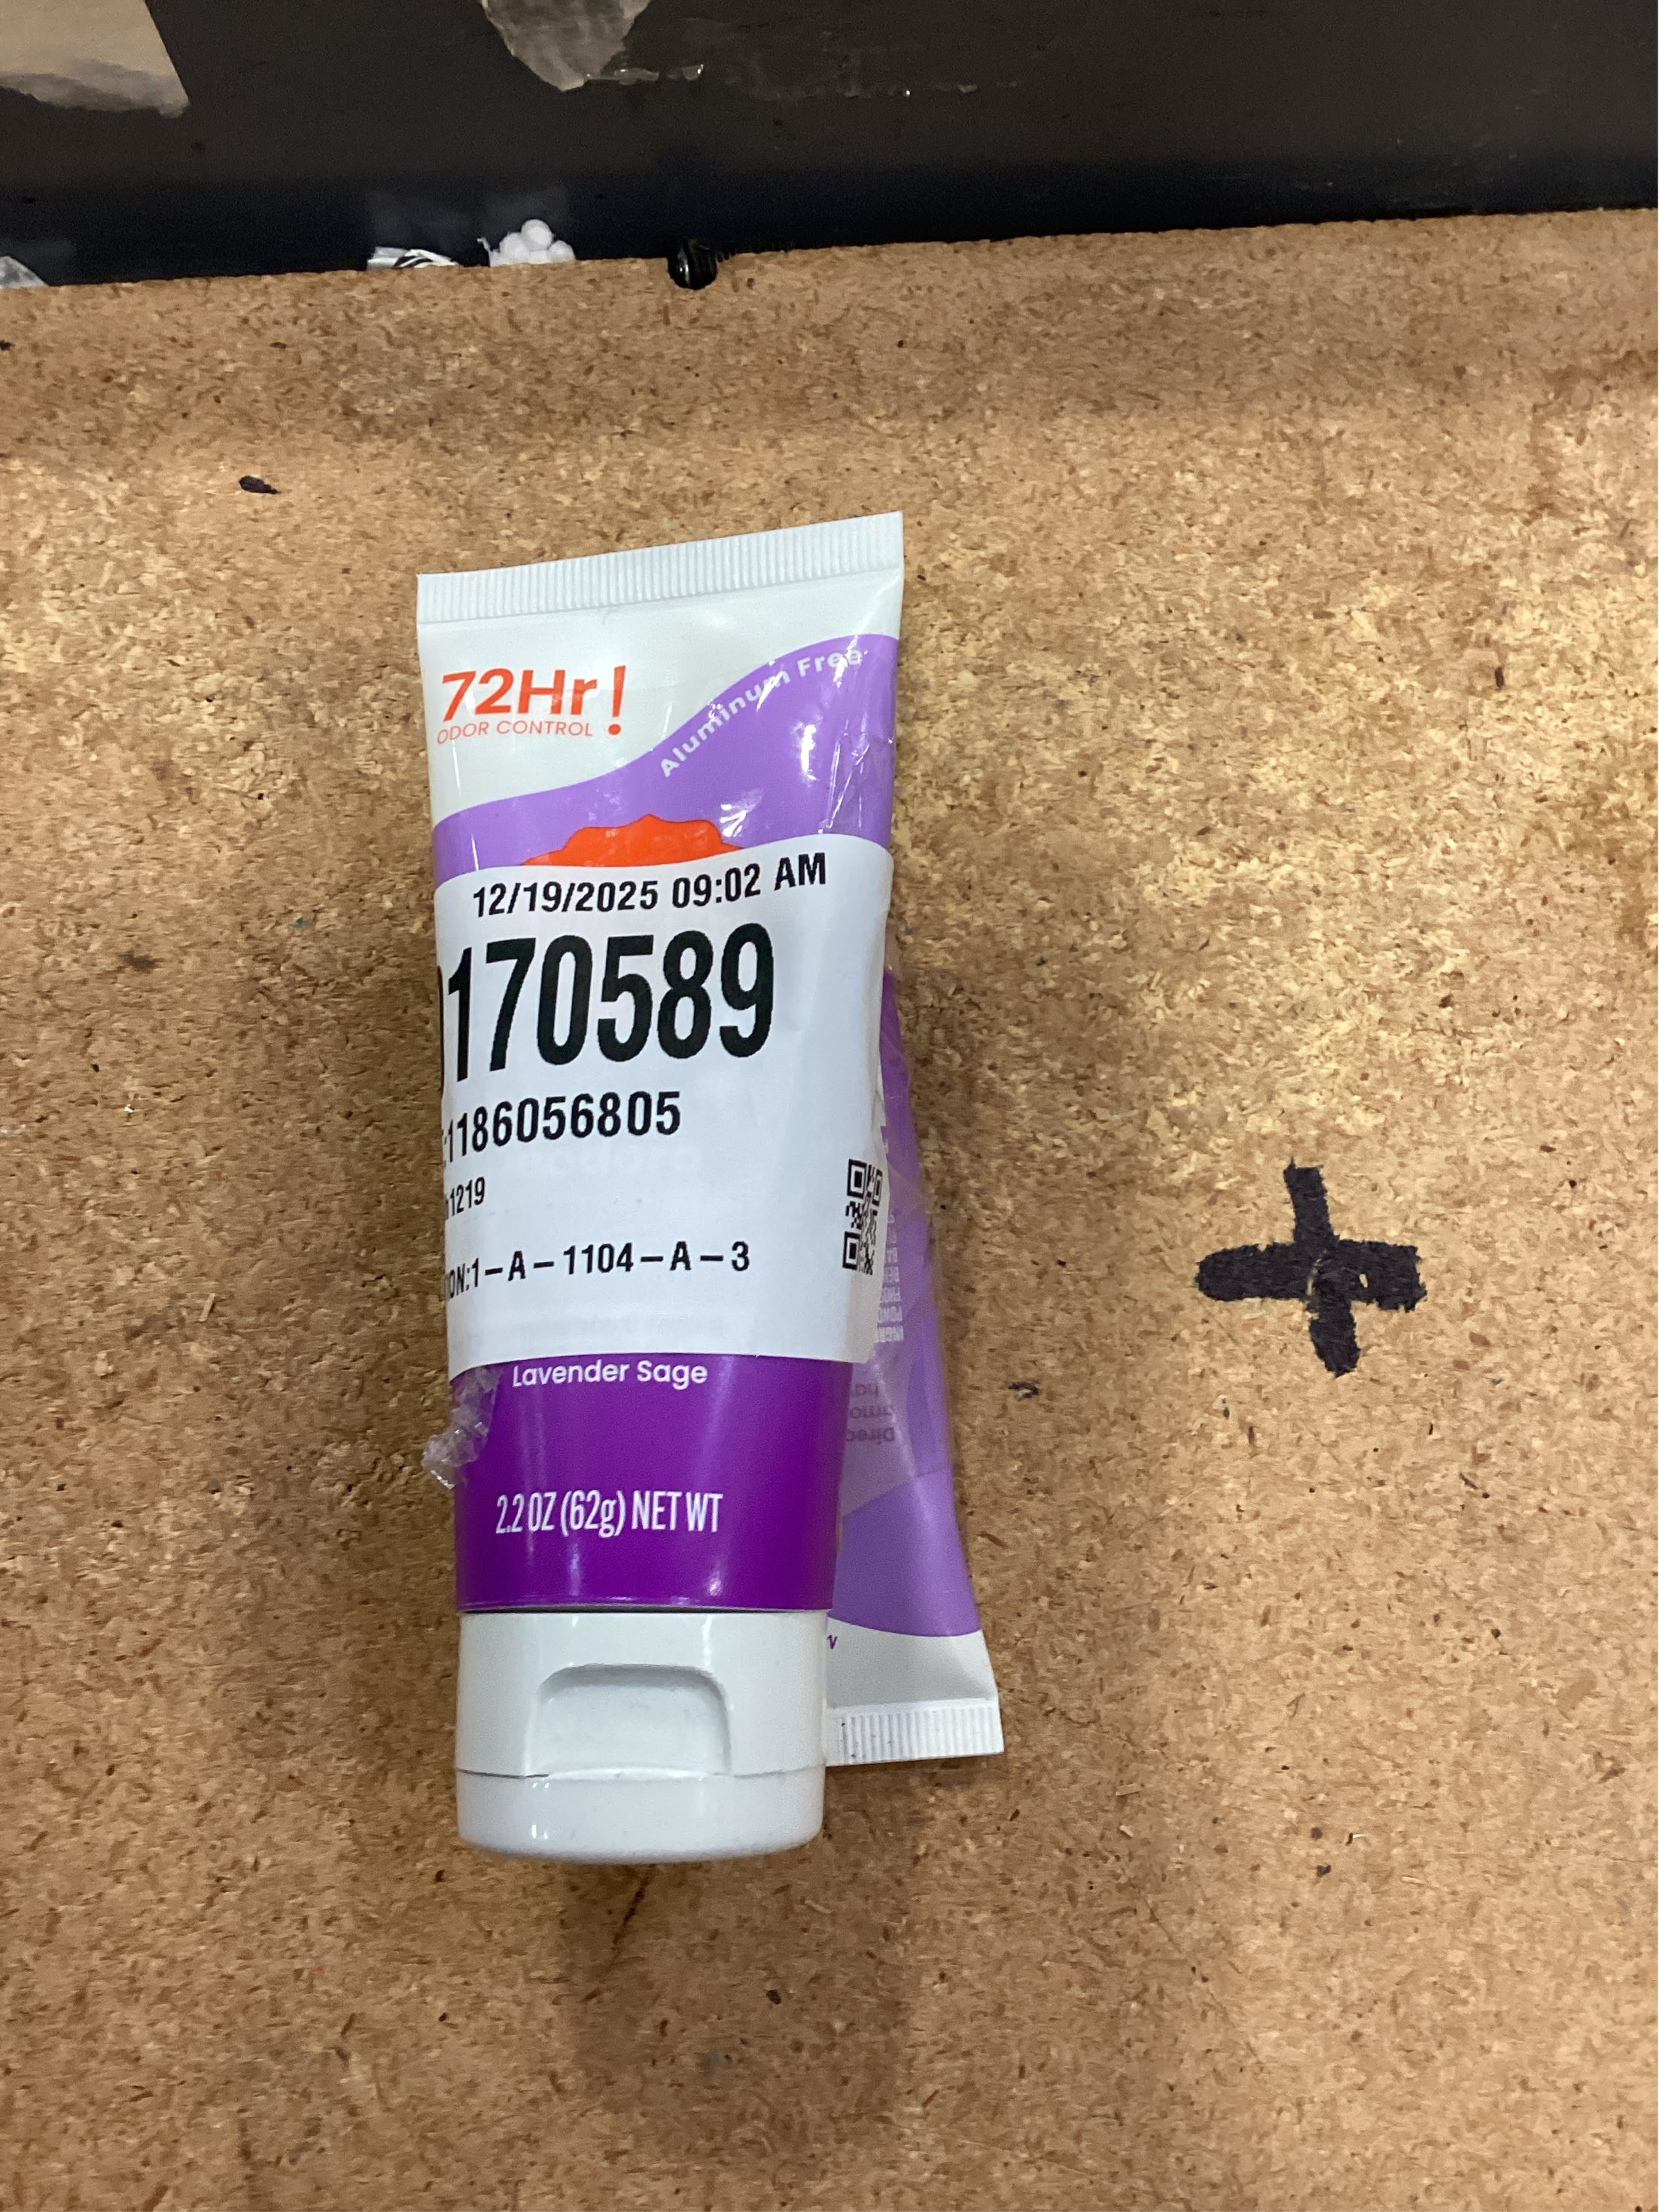 72Hr!
ODOR CONTROL
Aluminum Free
12/19/2025 09:02 AM
170589
:1186056805
:1219
ION:1-A-1104-A-3
Lavender Sage
2.2 OZ (62g) NET WT